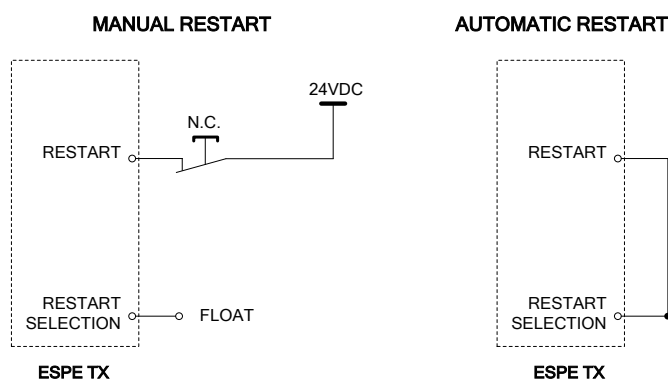 MANUAL RESTART
AUTOMATIC RESTART
24VDC
N.C.
RESTART
RESTART
RESTART
SELECTION
FLOAT
RESTART
SELECTION
ESPE TX
ESPE TX